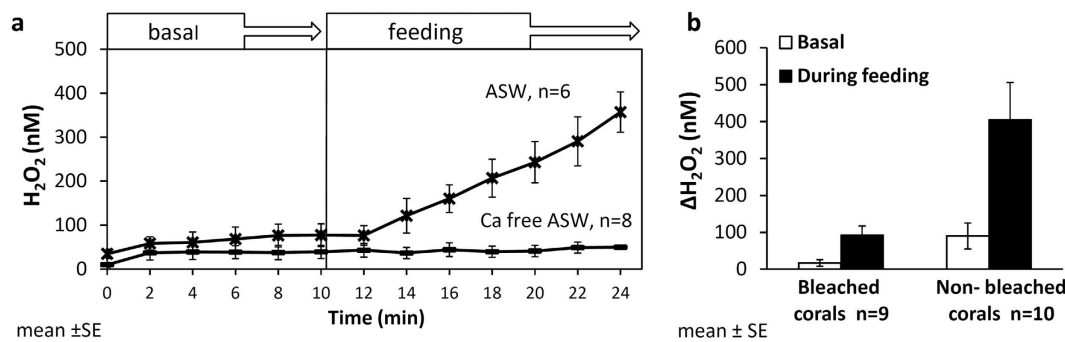 a
basal
feeding
500
400
300
200
100
0
H₂O₂ (nM)
ASW, n=6
Ca free ASW, n=8
0 2 4 6 8 10 12 14 16 18 20 22 24
Time (min)
mean ±SE
b
Basal
During feeding
600
500
400
300
200
100
0
ΔH₂O₂ (nM)
Bleached Non- bleached
corals n=9 corals n=10
mean ± SE